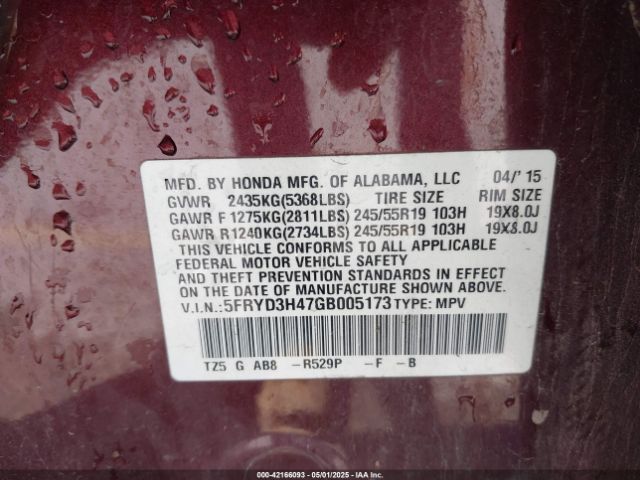 MFD. BY HONDA MFG. OF ALABAMA, LLC 04/' 15
GVWR 2435KG(5368LBS) TIRE SIZE RIM SIZE
GAWR F 1275KG(2811LBS) 245/55R19 103H 19X8.0J
GAWR R 1240KG(2734LBS) 245/55R19 103H 19X8.0J
THIS VEHICLE CONFORMS TO ALL APPLICABLE
FEDERAL MOTOR VEHICLE SAFETY
AND THEFT PREVENTION STANDARDS IN EFFECT
ON THE DATE OF MANUFACTURE SHOWN ABOVE.
V.I.N.: 5FRYD3H47GB005173 TYPE: MPV
TZ5 G AB8 -R529P -F -B
000-42166093 - 05/01/2025 - IAAI.com